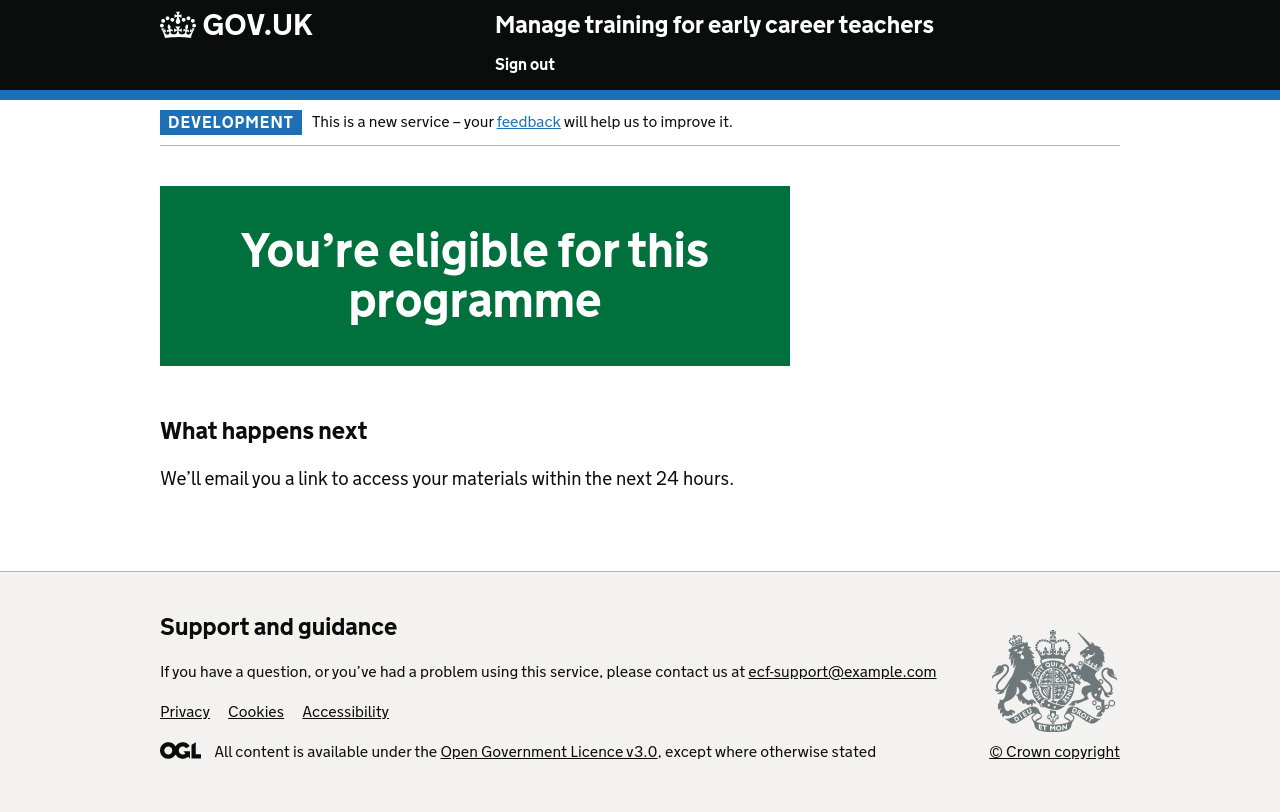 GOV.UK
Manage training for early career teachers
Sign out
DEVELOPMENT
This is a new service – your feedback will help us to improve it.
You’re eligible for this
programme
What happens next
We’ll email you a link to access your materials within the next 24 hours.
Support and guidance
If you have a question, or you’ve had a problem using this service, please contact us at ecf-support@example.com
Privacy Cookies Accessibility
OGL All content is available under the Open Government Licence v3.0, except where otherwise stated
DIEU ET MON DROIT
© Crown copyright